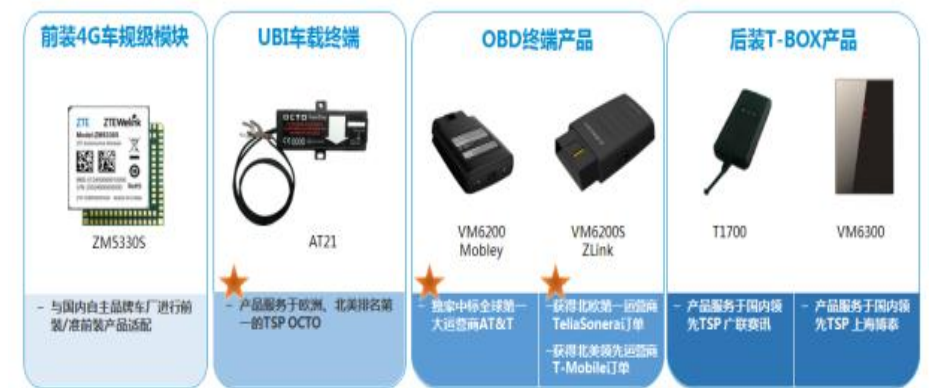 前装4G车规级模块
UBI车载终端
OBD终端产品
后装T-BOX产品
ZTE ZTEWelink
Model:ZM5330S
RoHS
ZM5330S
OCTO
AT21
VM6200
Mobley
VM6200S
ZLink
T1700
VM6300
– 与国内自主品牌车厂进行前
装/准前装产品适配
– 产品服务于欧洲、北美排名第
一的TSP OCTO
– 独家中标全球第一
大运营商AT&T
–获得北欧第一运营商
TeliaSonera订单
–获得北美领先运营商
T-Mobile订单
– 产品服务于国内领
先TSP 广联赛讯
– 产品服务于国内领
先TSP 上海博泰